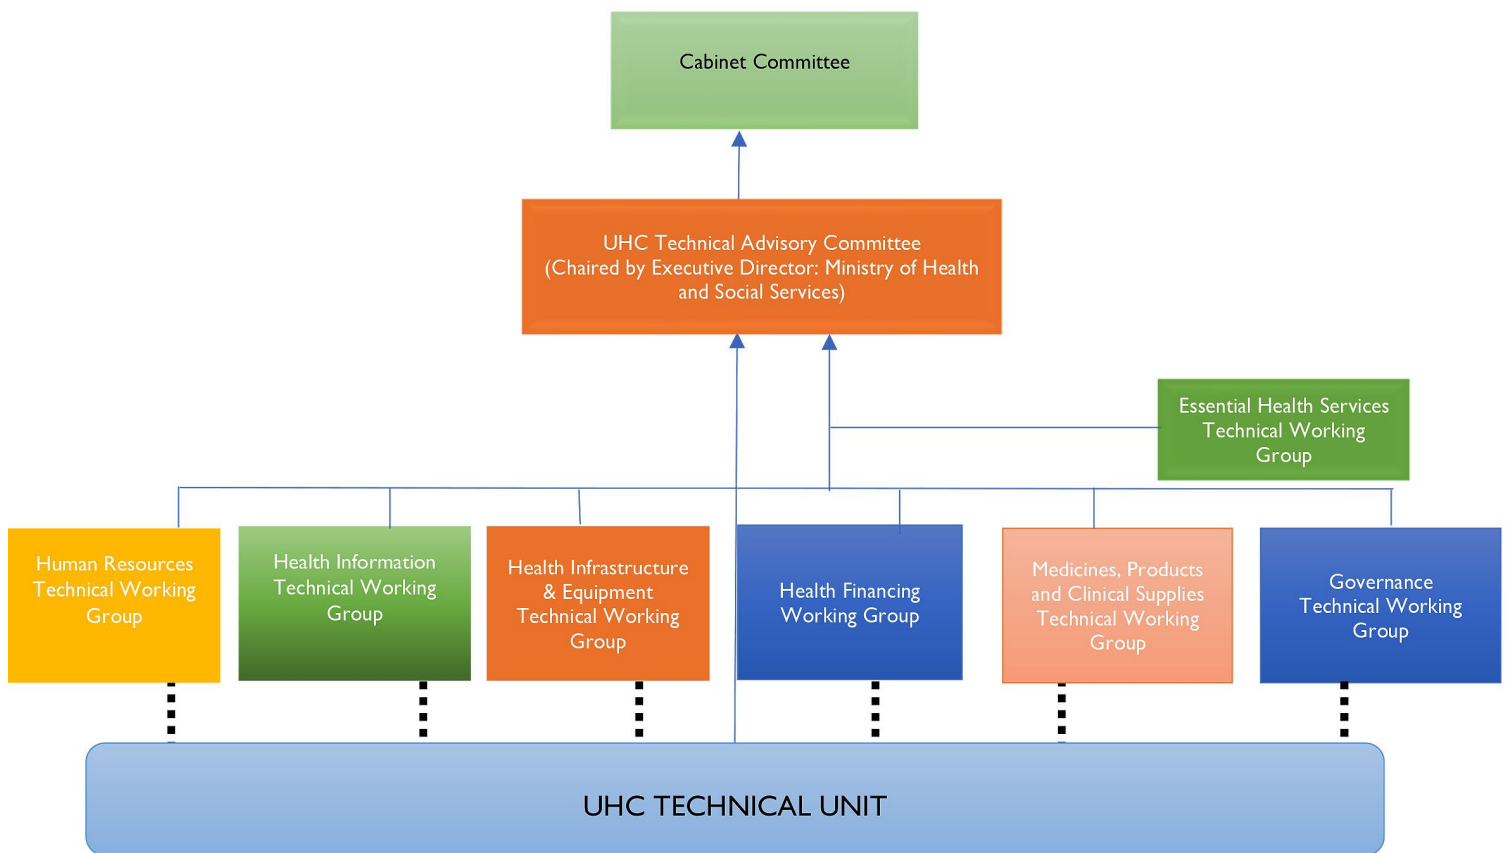 Cabinet Committee
UHC Technical Advisory Committee
(Chaired by Executive Director: Ministry of Health
and Social Services)
Essential Health Services
Technical Working
Group
Human Resources
Technical Working
Group
Health Information
Technical Working
Group
Health Infrastructure
& Equipment
Technical Working
Group
Health Financing
Working Group
Medicines, Products
and Clinical Supplies
Technical Working
Group
Governance
Technical Working
Group
UHC TECHNICAL UNIT